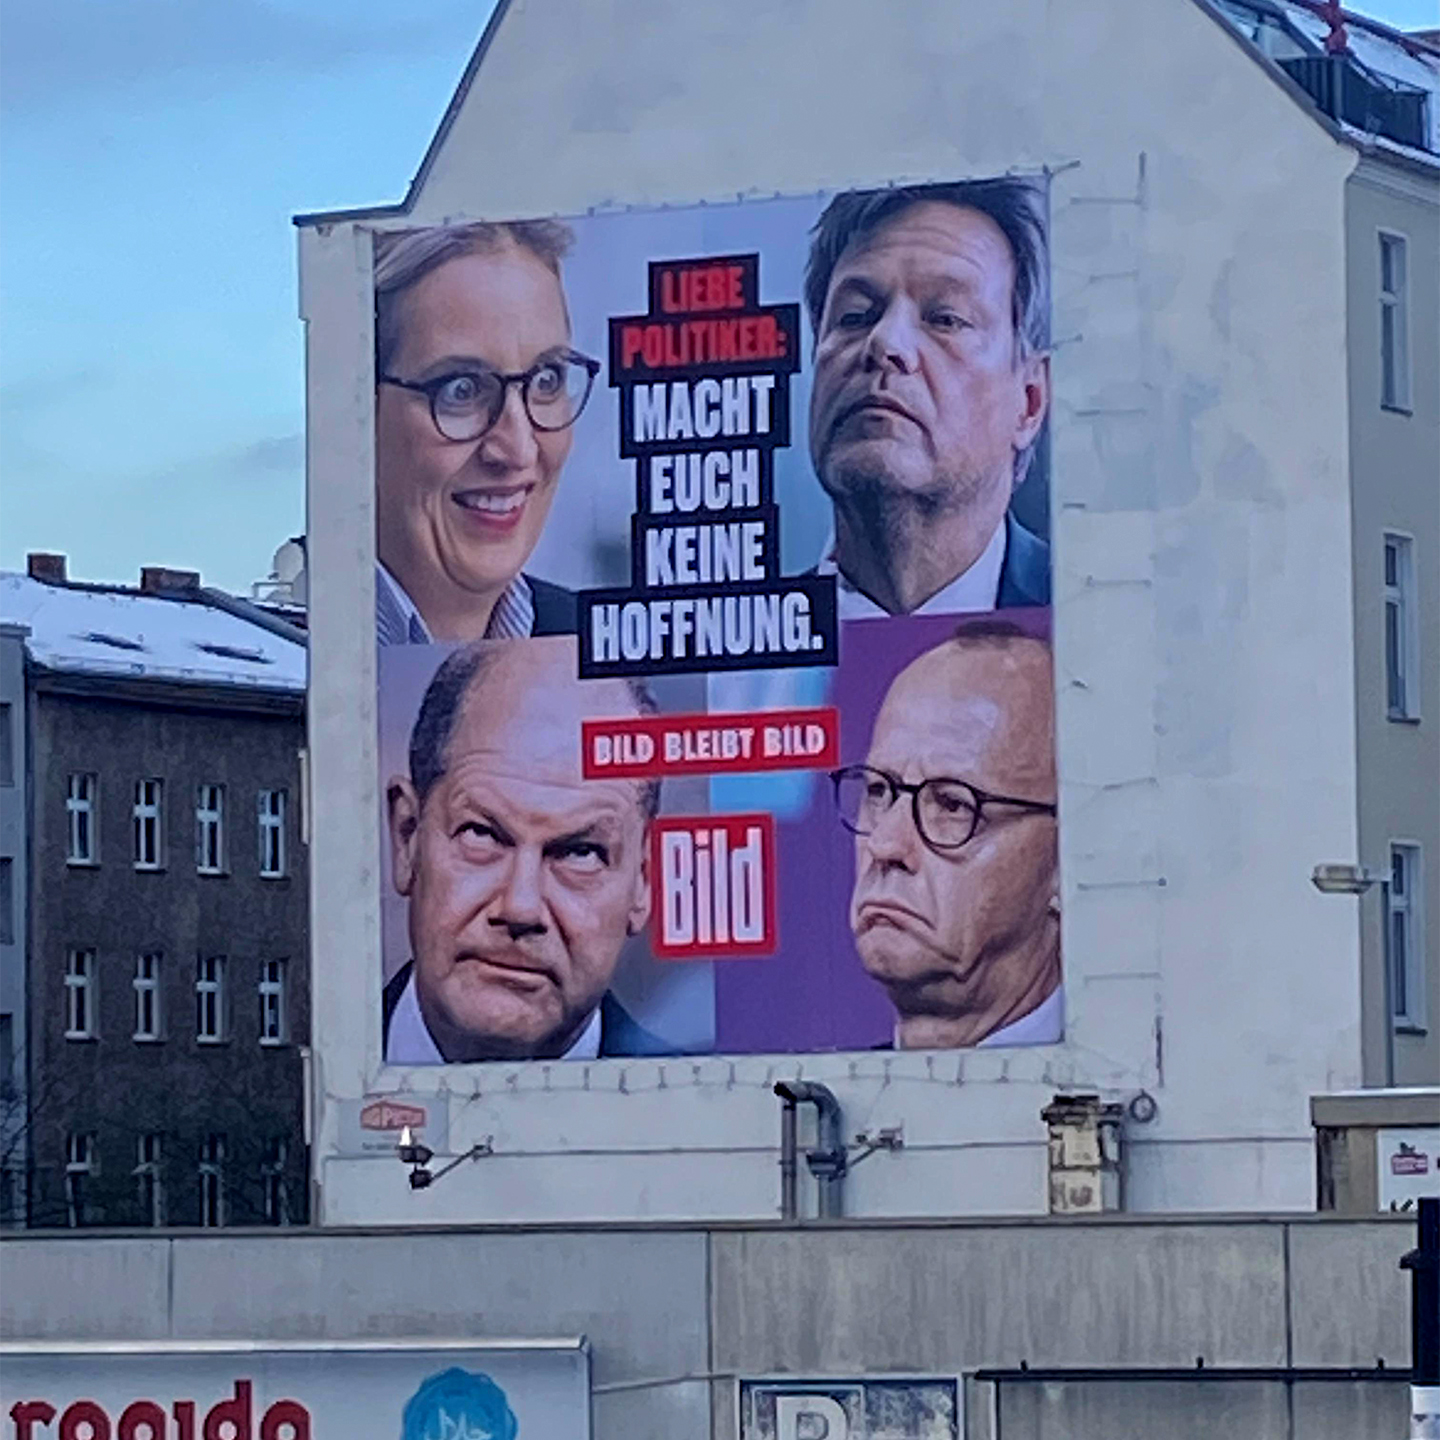 LIEBE
POLITIKER:
MACHT
EUCH
KEINE
HOFFNUNG.
BILD BLEIBT BILD
Bild
P